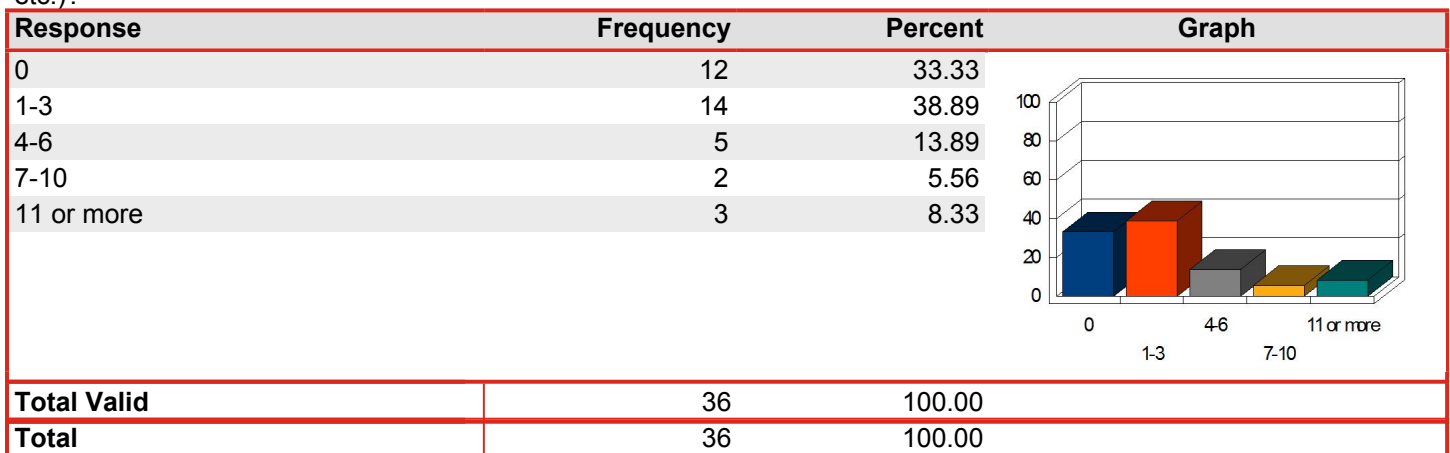 etc.)?
Response Frequency Percent Graph
0 12 33.33
1-3 14 38.89
4-6 5 13.89
7-10 2 5.56
11 or more 3 8.33
100
80
60
40
20
0
0 4-6 11 or more
1-3 7-10
Total Valid 36 100.00
Total 36 100.00